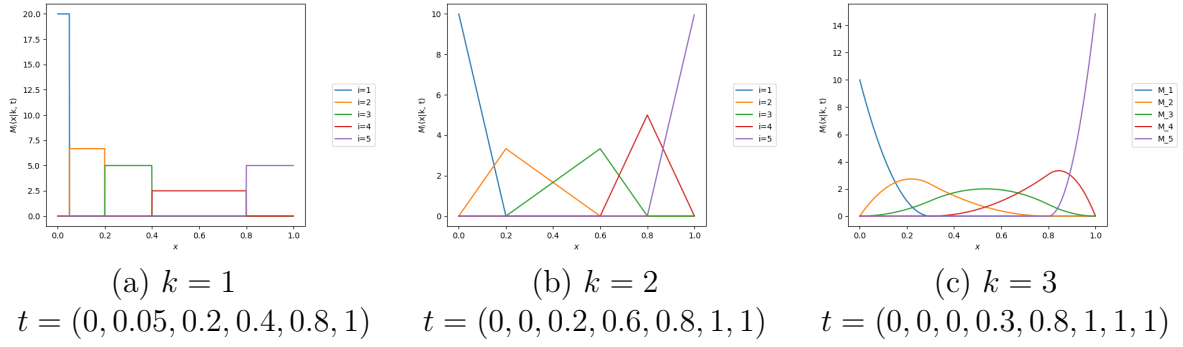 20.0
17.5
15.0
12.5
10.0
7.5
5.0
2.5
0.0
M_i(x|k, t)
0.0 0.2 0.4 0.6 0.8 1.0
x
i=1
i=2
i=3
i=4
i=5
(a) k = 1
t = (0, 0.05, 0.2, 0.4, 0.8, 1)
10
8
6
4
2
0
M_i(x|k, t)
0.0 0.2 0.4 0.6 0.8 1.0
x
i=1
i=2
i=3
i=4
i=5
(b) k = 2
t = (0, 0, 0.2, 0.6, 0.8, 1, 1)
14
12
10
8
6
4
2
0
M_i(x|k, t)
0.0 0.2 0.4 0.6 0.8 1.0
x
M_1
M_2
M_3
M_4
M_5
(c) k = 3
t = (0, 0, 0, 0.3, 0.8, 1, 1, 1)